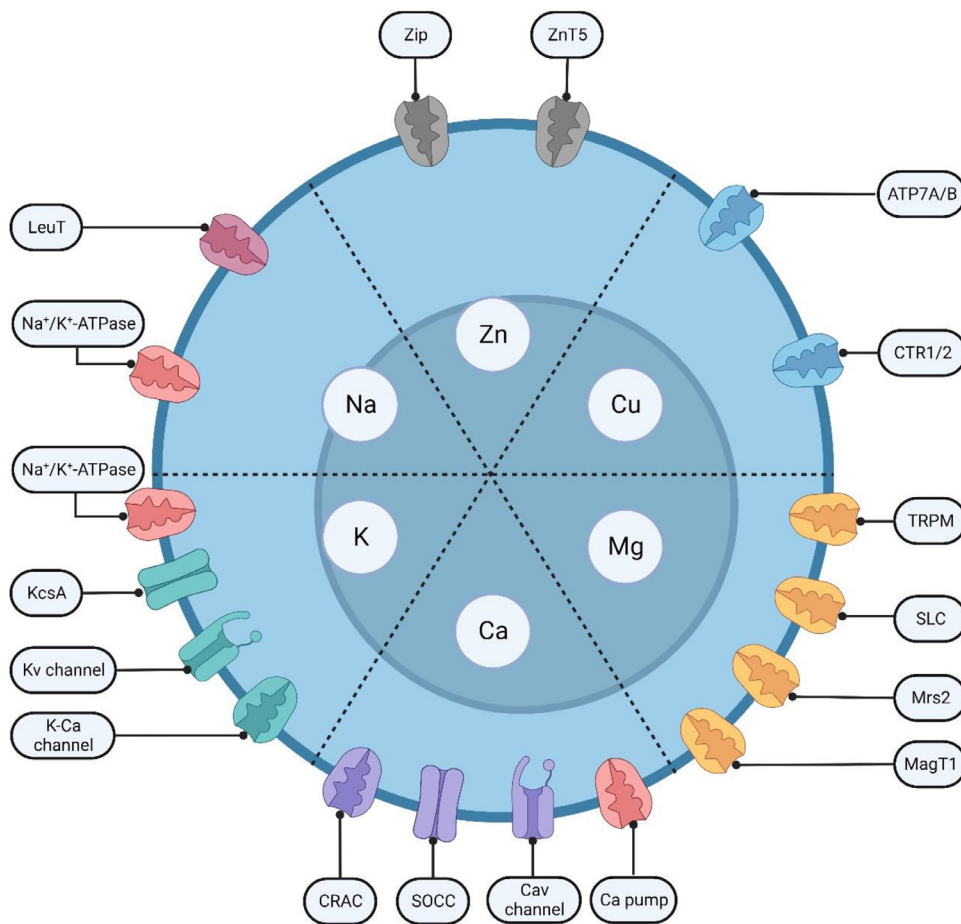 Zip
ZnT5
ATP7A/B
LeuT
Na⁺/K⁺-ATPase
Zn
CTR1/2
Na
Cu
Na⁺/K⁺-ATPase
TRPM
K
Mg
KcsA
SLC
Ca
Kv channel
Mrs2
K-Ca
channel
MagT1
CRAC
SOCC
Cav
channel
Ca pump